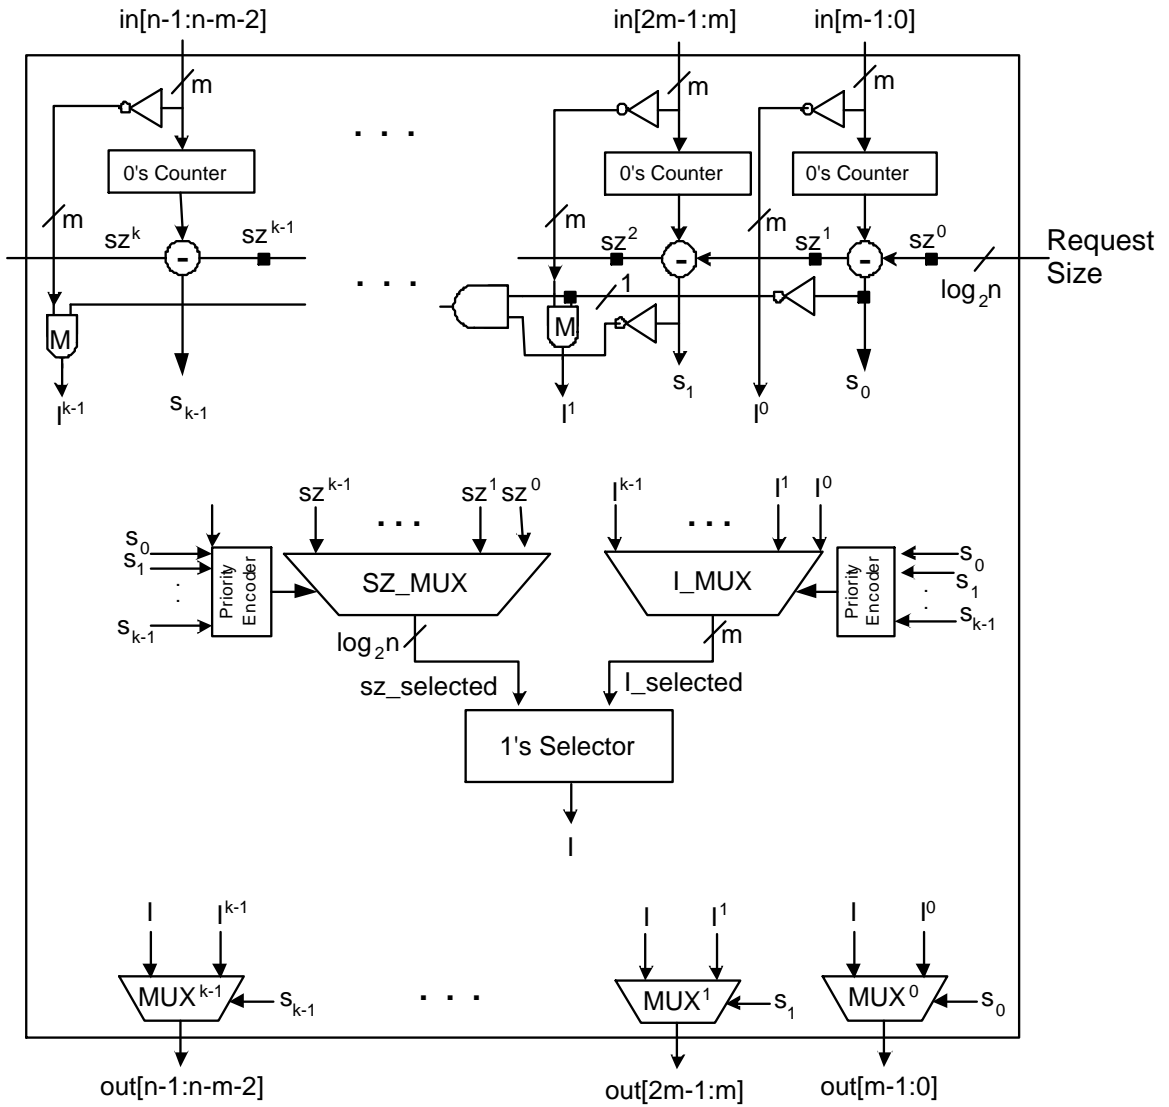 in[n-1:n-m-2] in[2m-1:m] in[m-1:0]
m m m
. . .
0's Counter 0's Counter 0's Counter
m m m
sz^k - sz^k-1 sz^2 - sz^1 - sz^0 Request Size
log_2n
. . . 1
M M
I^k-1 s_k-1 I^1 s_1 I^0 s_0
sz^k-1 . . . sz^1 sz^0 I^k-1 . . . I^1 I^0
s_0 s_0
s_1 s_1
. .
. .
s_k-1 s_k-1
Priority Encoder SZ_MUX I_MUX Priority Encoder
log_2n m
sz_selected I_selected
1's Selector
I
I I^k-1 I I^1 I I^0
MUX^k-1 s_k-1 . . . MUX^1 s_1 MUX^0 s_0
out[n-1:n-m-2] out[2m-1:m] out[m-1:0]